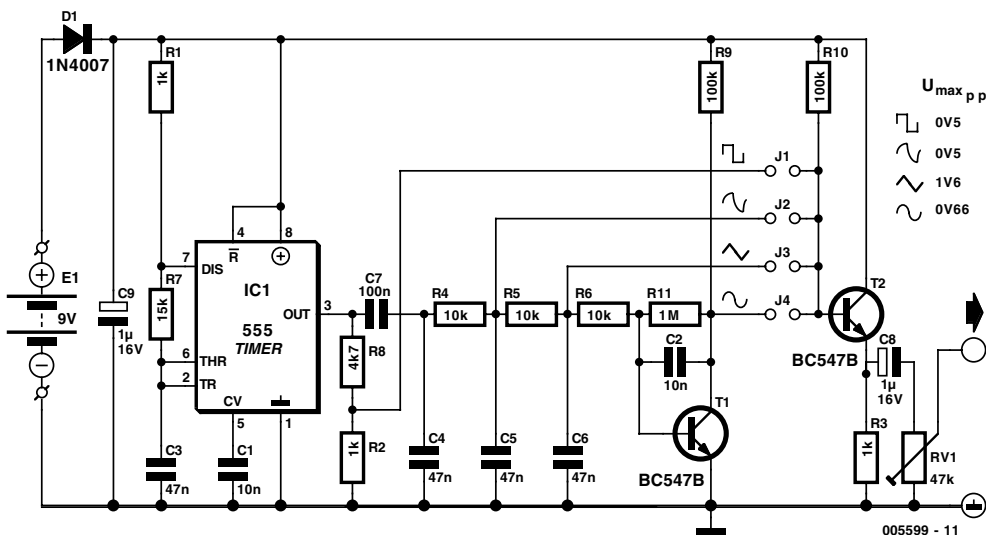 D1
1N4007
R1
1k
R9
100k
R10
100k
Umax pp
0V5
0V5
1V6
0V66
J1
J2
J3
J4
4
8
R
7
DIS
R7
15k
IC1
555
TIMER
OUT
3
6
THR
2
TR
CV
5
1
E1
9V
C9
1µ
16V
C7
100n
R4
10k
R5
10k
R6
10k
R11
1M
R8
4k7
C2
10n
T2
BC547B
C8
1µ
16V
T1
BC547B
C3
47n
C1
10n
R2
1k
C4
47n
C5
47n
C6
47n
R3
1k
RV1
47k
005599 - 11